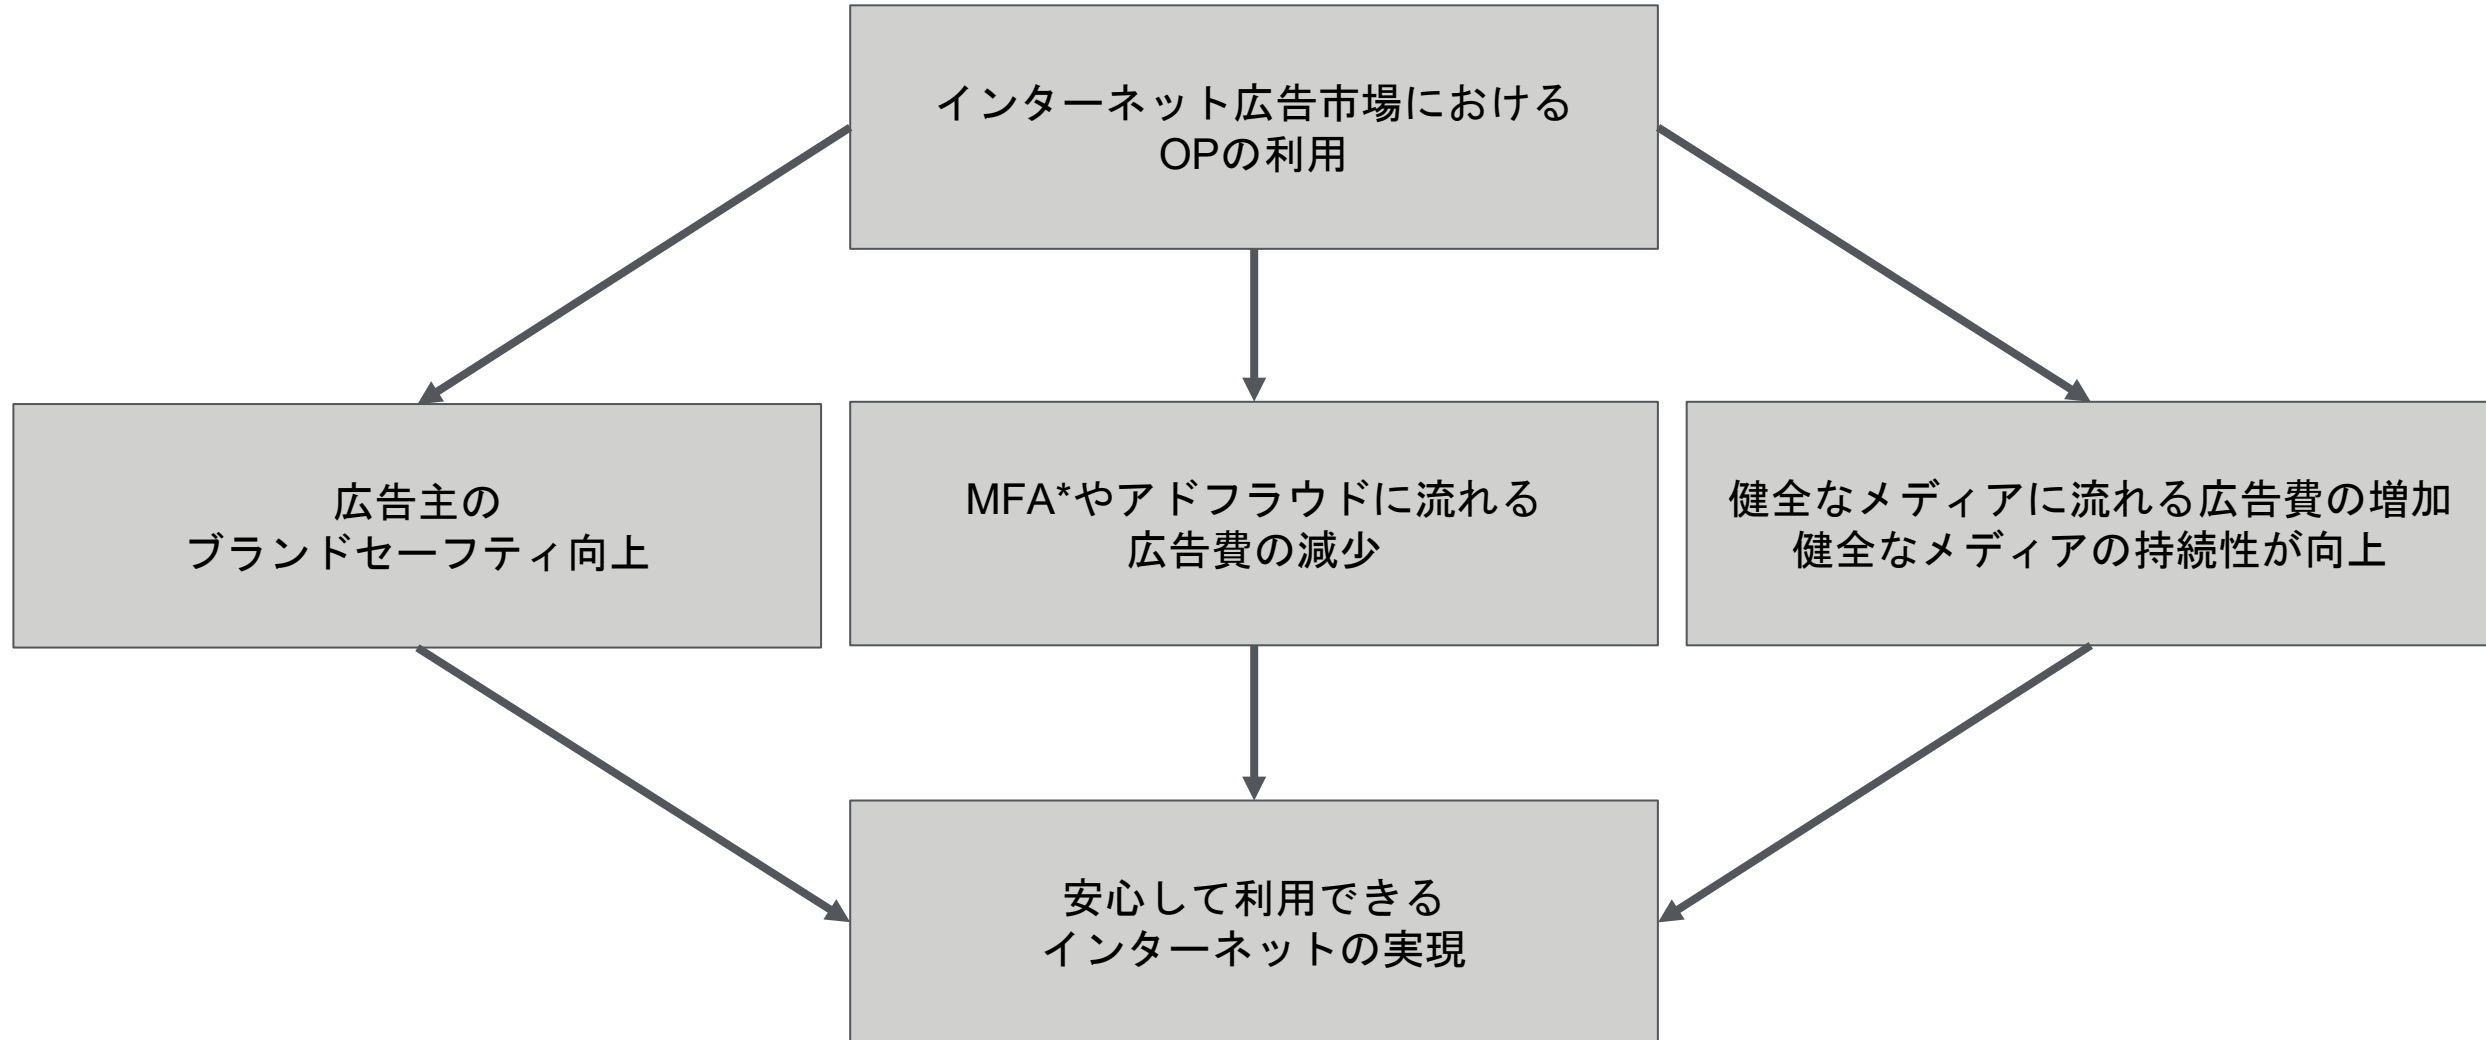 インターネット広告市場における
OPの利用
広告主の
ブランドセーフティ向上
MFA*やアドフラウドに流れる
広告費の減少
健全なメディアに流れる広告費の増加
健全なメディアの持続性が向上
安心して利用できる
インターネットの実現